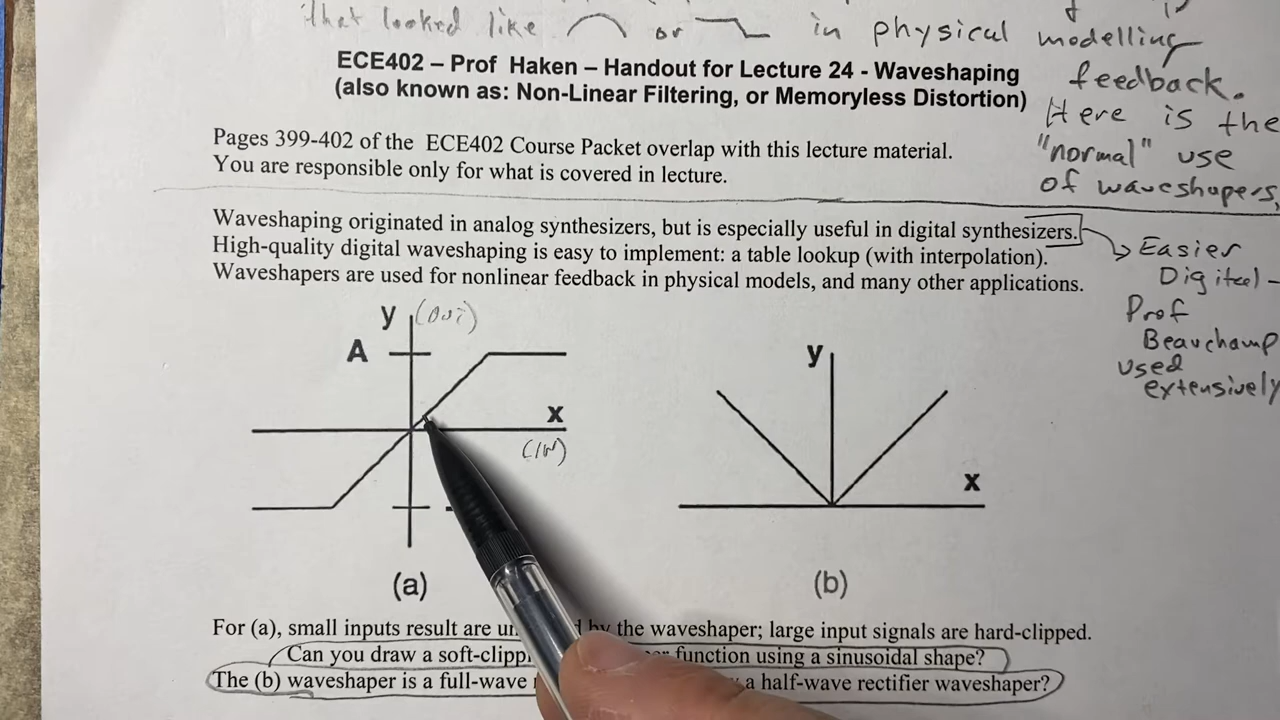 that looked like or in physical modelling
feedback.
Here is the
"normal" use
of waveshapers,
ECE402 – Prof Haken – Handout for Lecture 24 - Waveshaping
(also known as: Non-Linear Filtering, or Memoryless Distortion)
Pages 399-402 of the ECE402 Course Packet overlap with this lecture material.
You are responsible only for what is covered in lecture.
Waveshaping originated in analog synthesizers, but is especially useful in digital synthesizers.
High-quality digital waveshaping is easy to implement: a table lookup (with interpolation).
Waveshapers are used for nonlinear feedback in physical models, and many other applications.
Easier
Digital -
Prof
Beauchamp
used
extensively
y (OUT)
A
x
(IN)
(a)
y
x
(b)
For (a), small inputs result are by the waveshaper; large input signals are hard-clipped.
Can you draw a function using a sinusoidal shape?
The (b) waveshaper is a full-wave a half-wave rectifier waveshaper?